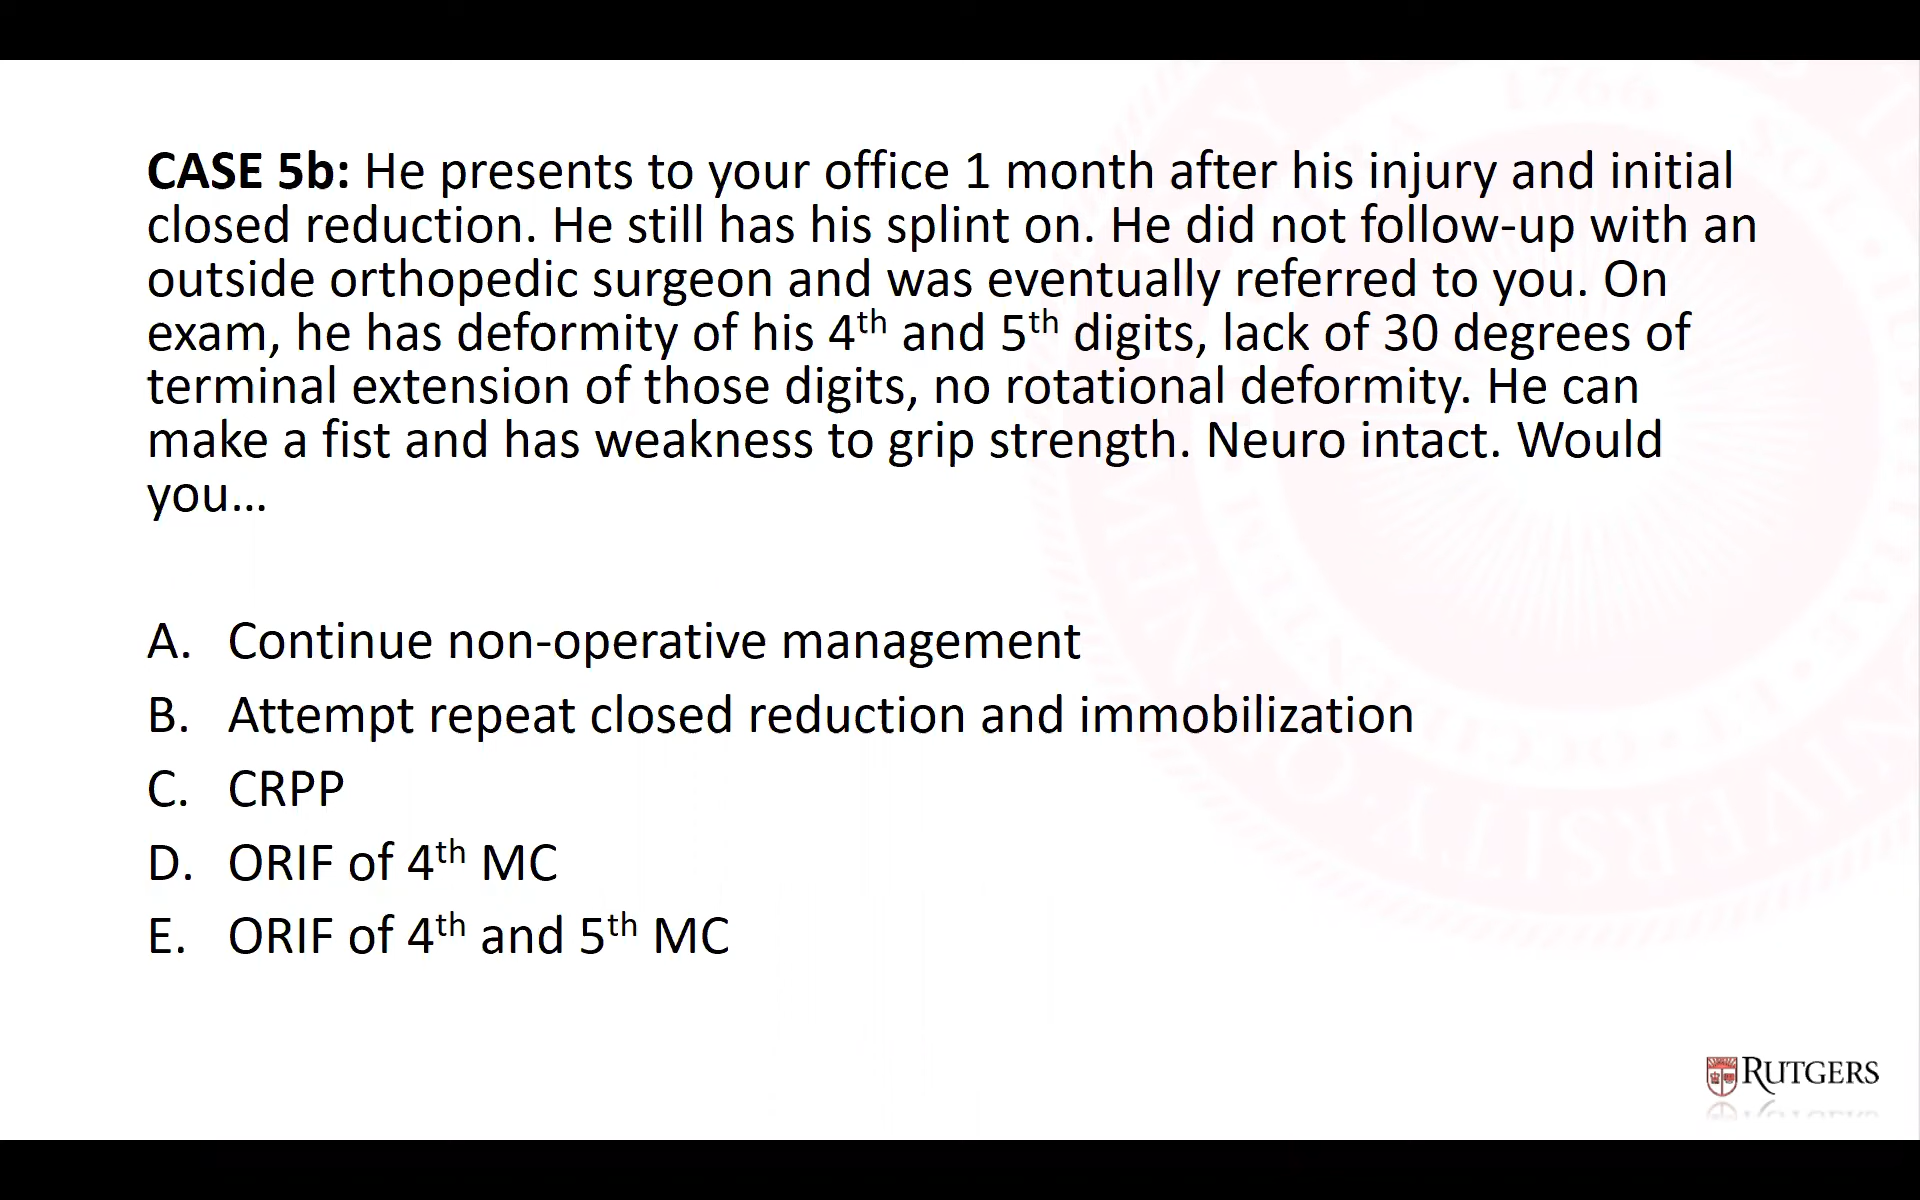 CASE 5b: He presents to your office 1 month after his injury and initial
closed reduction. He still has his splint on. He did not follow-up with an
outside orthopedic surgeon and was eventually referred to you. On
exam, he has deformity of his 4th and 5th digits, lack of 30 degrees of
terminal extension of those digits, no rotational deformity. He can
make a fist and has weakness to grip strength. Neuro intact. Would
you...
A. Continue non-operative management
B. Attempt repeat closed reduction and immobilization
C. CRPP
D. ORIF of 4th MC
E. ORIF of 4th and 5th MC
RUTGERS